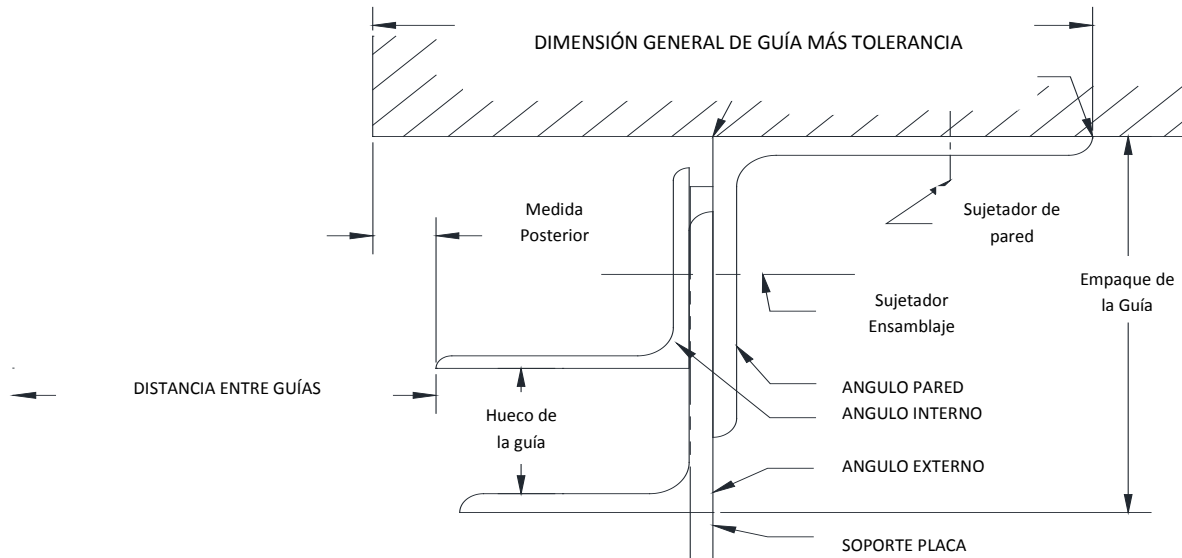 DIMENSIÓN GENERAL DE GUÍA MÁS TOLERANCIA
Medida
Posterior
Sujetador de
pared
Empaque de
la Guía
Sujetador
Ensamblaje
DISTANCIA ENTRE GUÍAS
ANGULO PARED
ANGULO INTERNO
Hueco de
la guía
ANGULO EXTERNO
SOPORTE PLACA